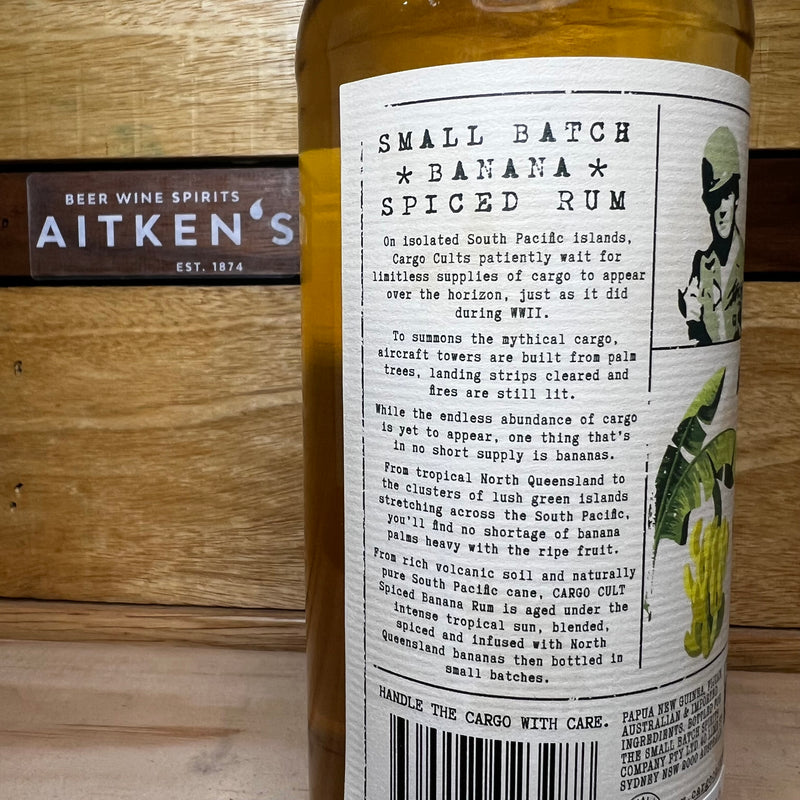 BEER WINE SPIRITS
AITKEN'S
EST. 1874
SMALL BATCH
* BANANA *
SPICED RUM
On isolated South Pacific islands,
Cargo Cults patiently wait for
limitless supplies of cargo to appear
over the horizon, just as it did
during WWII.
To summons the mythical cargo,
aircraft towers are built from palm
trees, landing strips cleared and
fires are still lit.
While the endless abundance of cargo
is yet to appear, one thing that's
in no short supply is bananas.
From tropical North Queensland to
the clusters of lush green islands
stretching across the South Pacific,
you'll find no shortage of banana
palms heavy with the ripe fruit.
From rich volcanic soil and naturally
pure South Pacific cane, CARGO CULT
Spiced Banana Rum is aged under the
intense tropical sun, blended,
spiced and infused with North
Queensland bananas then bottled in
small batches.
HANDLE THE CARGO WITH CARE.
PAPUA NEW GUINEA,
AUSTRALIAN & IMPORTED
INGREDIENTS. BOTTLED FOR
THE SMALL BATCH
COMPANY PTY LTD
SYDNEY NSW 2000